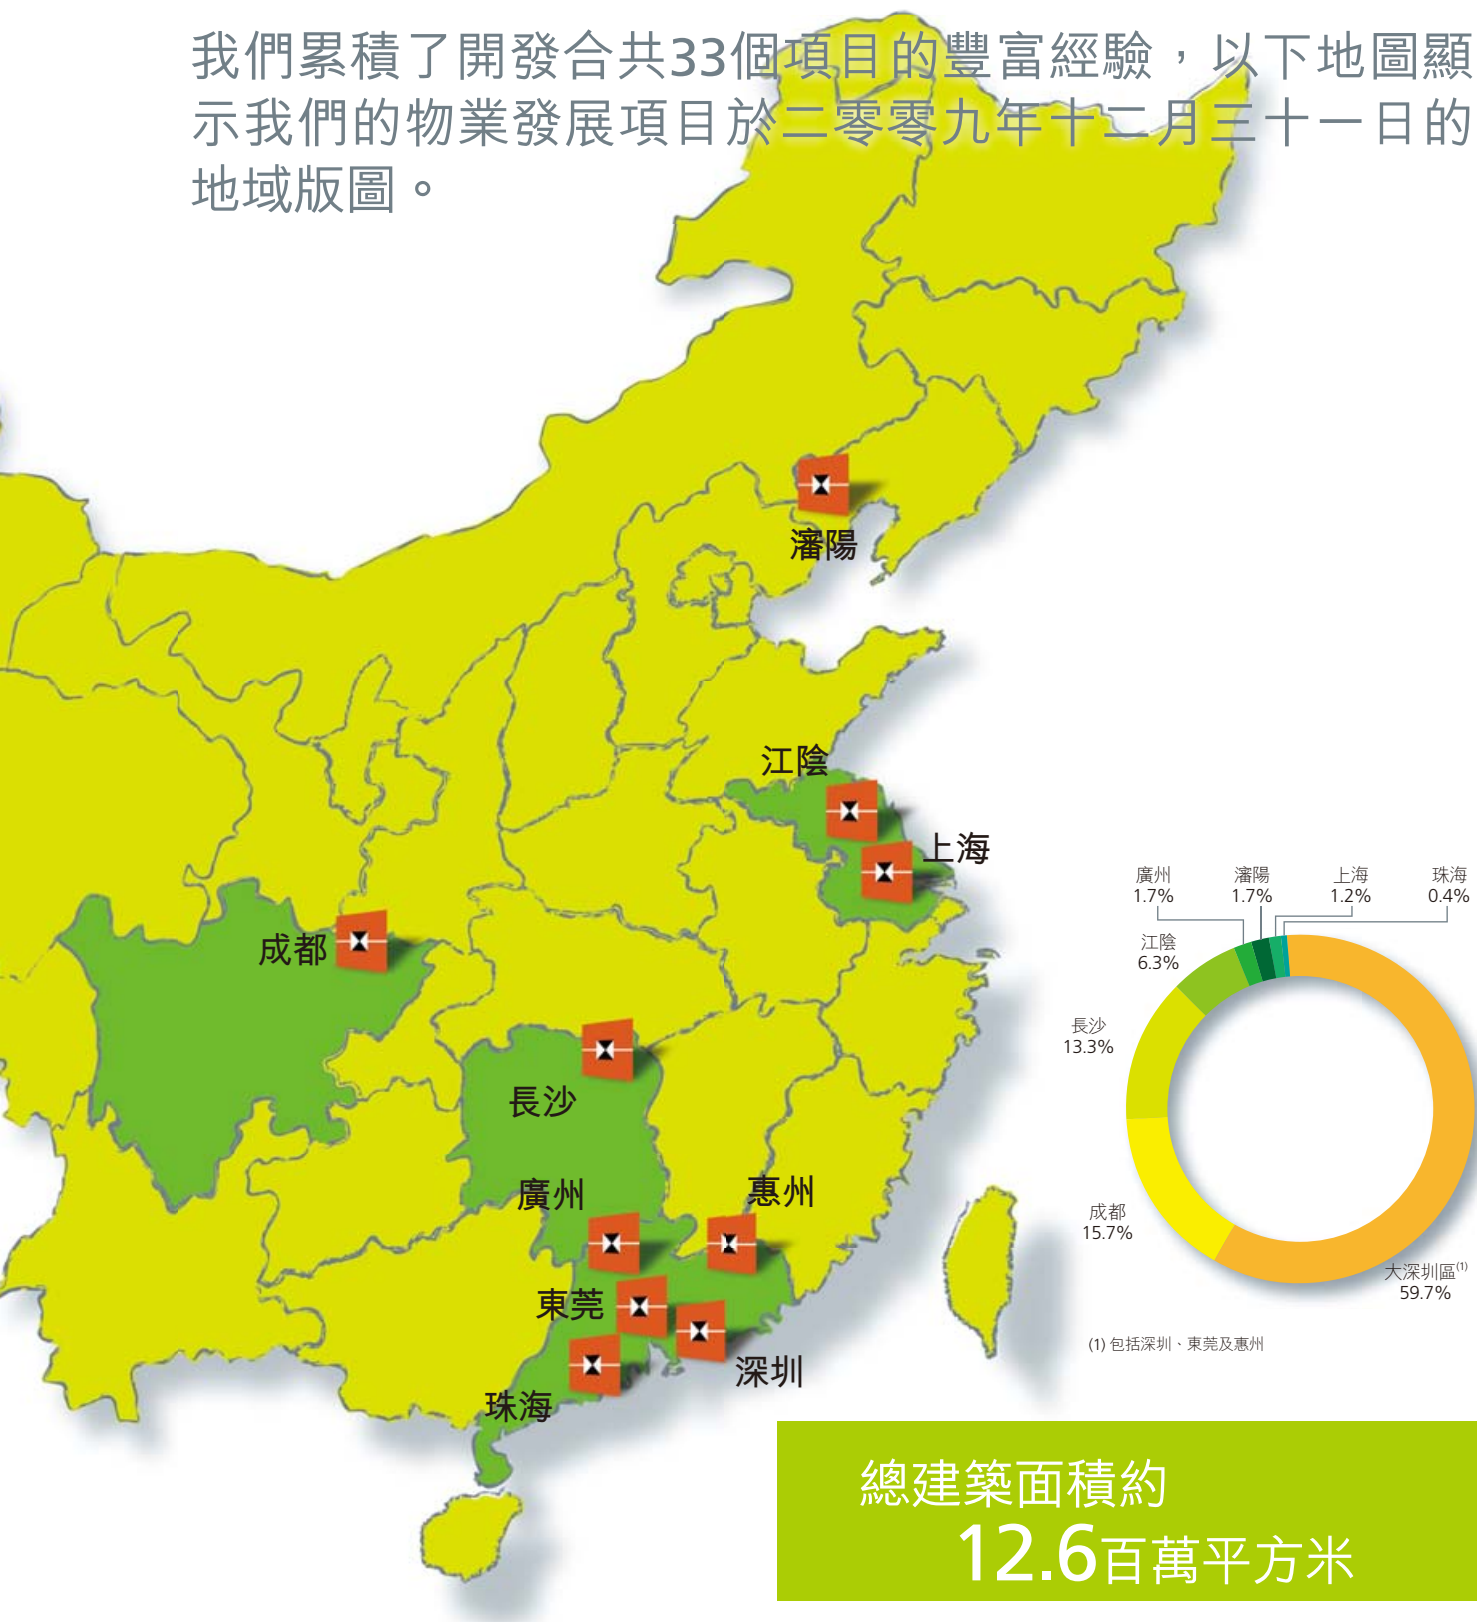 我們累積了開發合共33個項目的豐富經驗，以下地圖顯
示我們的物業發展項目於二零零九年十二月三十一日的
地域版圖。
瀋陽
江陰
上海
成都
長沙
廣州
惠州
東莞
深圳
珠海
廣州
1.7%
瀋陽
1.7%
上海
1.2%
珠海
0.4%
江陰
6.3%
長沙
13.3%
成都
15.7%
大深圳區(1)
59.7%
(1) 包括深圳、東莞及惠州
總建築面積約
12.6百萬平方米